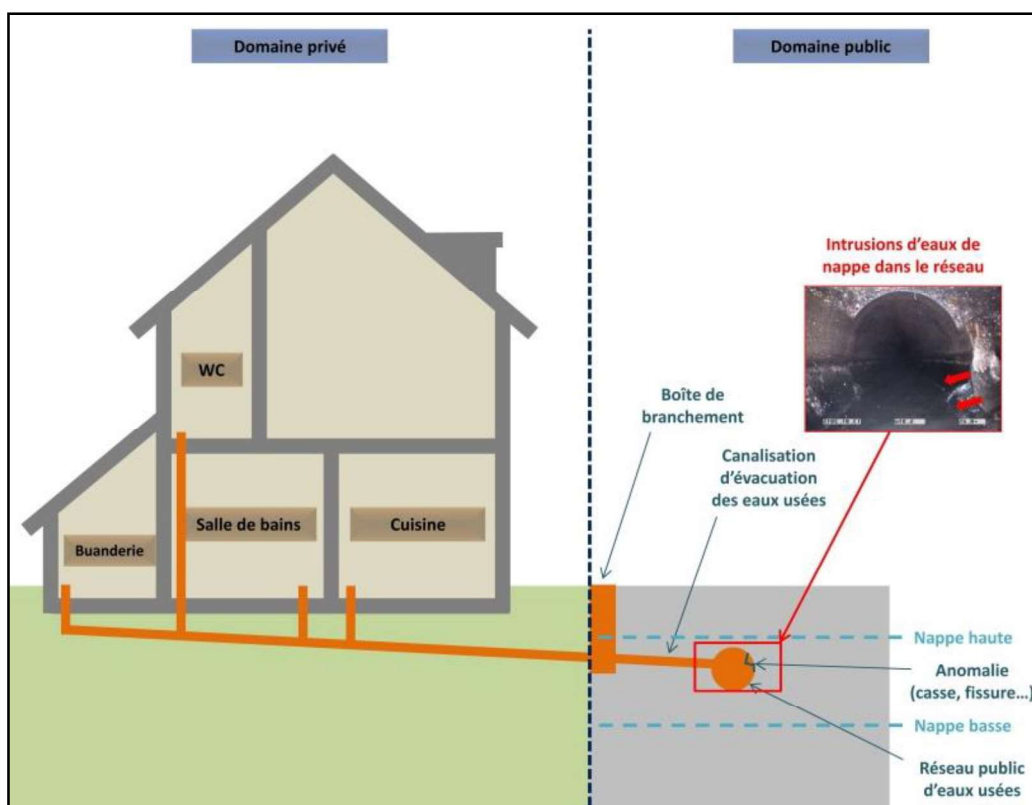 Domaine privé
Domaine public
Intrusions d'eaux de
nappe dans le réseau
WC
Boîte de
branchement
Canalisation
d'évacuation
des eaux usées
Salle de bains
Cuisine
Buanderie
Nappe haute
Anomalie
(casse, fissure...)
Nappe basse
Réseau public
d'eaux usées